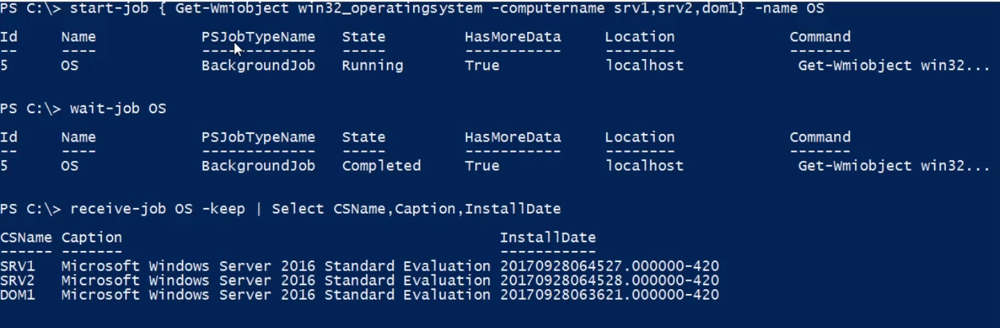 PS C:\> start-job { Get-Wmiobject win32_operatingsystem -computername srv1,srv2,dom1} -name OS
Id     Name            PSJobTypeName   State         HasMoreData     Location             Command
--     ----            -------------   -----         -----------     --------             -------
5      OS              BackgroundJob   Running       True            localhost             Get-Wmiobject win32...
PS C:\> wait-job OS
Id     Name            PSJobTypeName   State         HasMoreData     Location             Command
--     ----            -------------   -----         -----------     --------             -------
5      OS              BackgroundJob   Completed     True            localhost             Get-Wmiobject win32...
PS C:\> receive-job OS -keep | Select CSName,Caption,InstallDate
CSName Caption                                           InstallDate
------ -------                                           -----------
SRV1   Microsoft Windows Server 2016 Standard Evaluation 20170928064527.000000-420
SRV2   Microsoft Windows Server 2016 Standard Evaluation 20170928064528.000000-420
DOM1   Microsoft Windows Server 2016 Standard Evaluation 20170928063621.000000-420